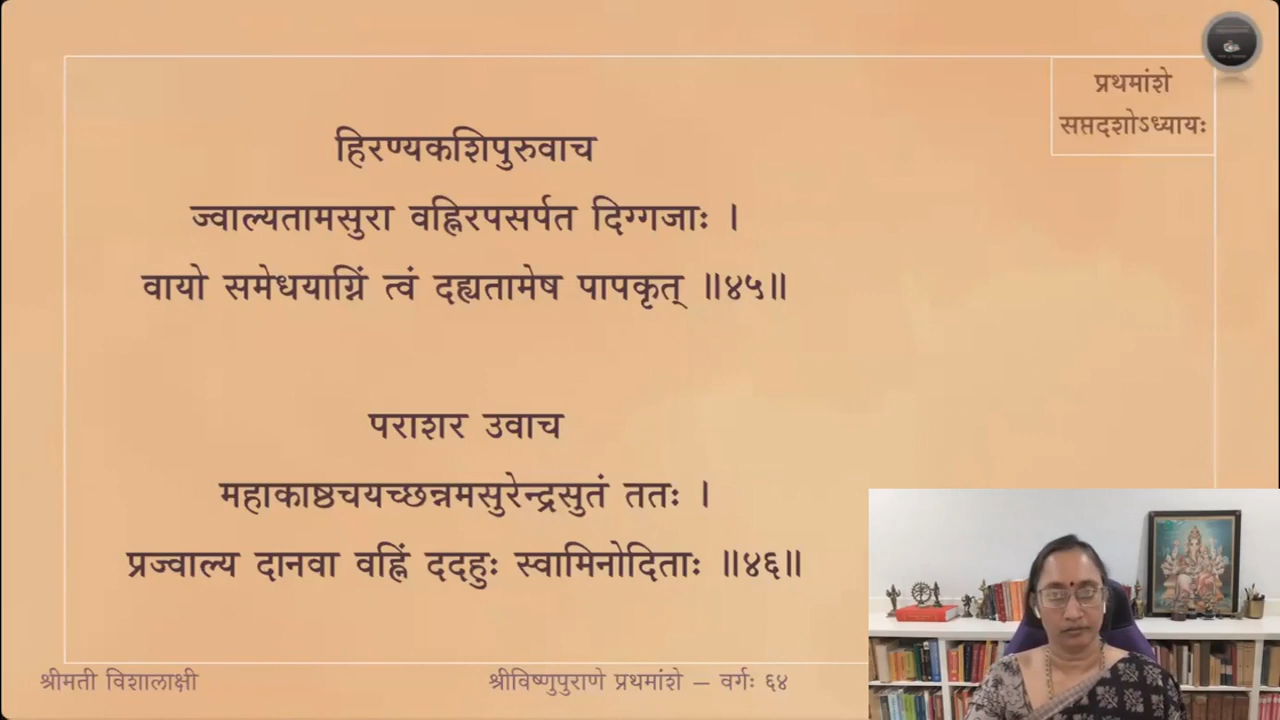 प्रथमांशे
सप्तदशोऽध्यायः
हिरण्यकशिपुरुवाच
ज्वाल्यतामसुरा वह्निरपसर्पत दिग्गजाः ।
वायो समेधयाग्निं त्वं दह्यतामेष पापकृत् ॥४५॥
पराशर उवाच
महाकाष्ठचयच्छन्नमसुरेन्द्रसुतं ततः ।
प्रज्वाल्य दानवा वह्निं ददहुः स्वामिनोदिताः ॥४६॥
श्रीमती विशालाक्षी
श्रीविष्णुपुराणे प्रथमांशे – वर्गः ६४